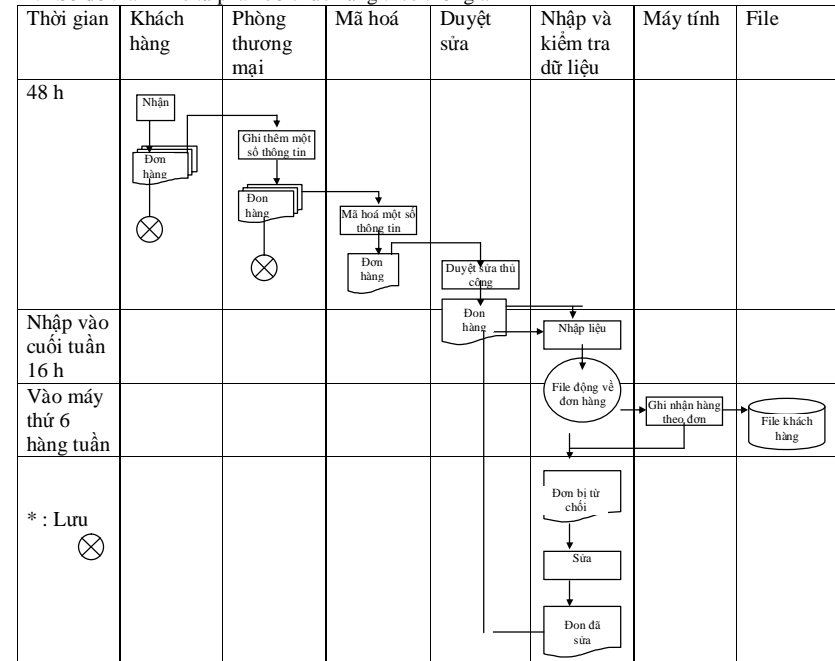 Thời gian
Khách
hàng
Phòng
thương
mại
Mã hoá
Duyệt
sửa
Nhập và
kiểm tra
dữ liệu
Máy tính
File
48 h
Nhận
Đơn
hàng
Ghi thêm một
số thông tin
Đon
hàng
Mã hoá một số
thông tin
Đơn
hàng
Duyệt sửa thủ
công
Đon
hàng
Nhập vào
cuối tuần
16 h
Nhập liệu
File động về
đơn hàng
Vào máy
thứ 6
hàng tuần
Ghi nhận hàng
theo đơn
File khách
hàng
* : Lưu
Đơn bị từ
chối
Sửa
Đon đã
sửa